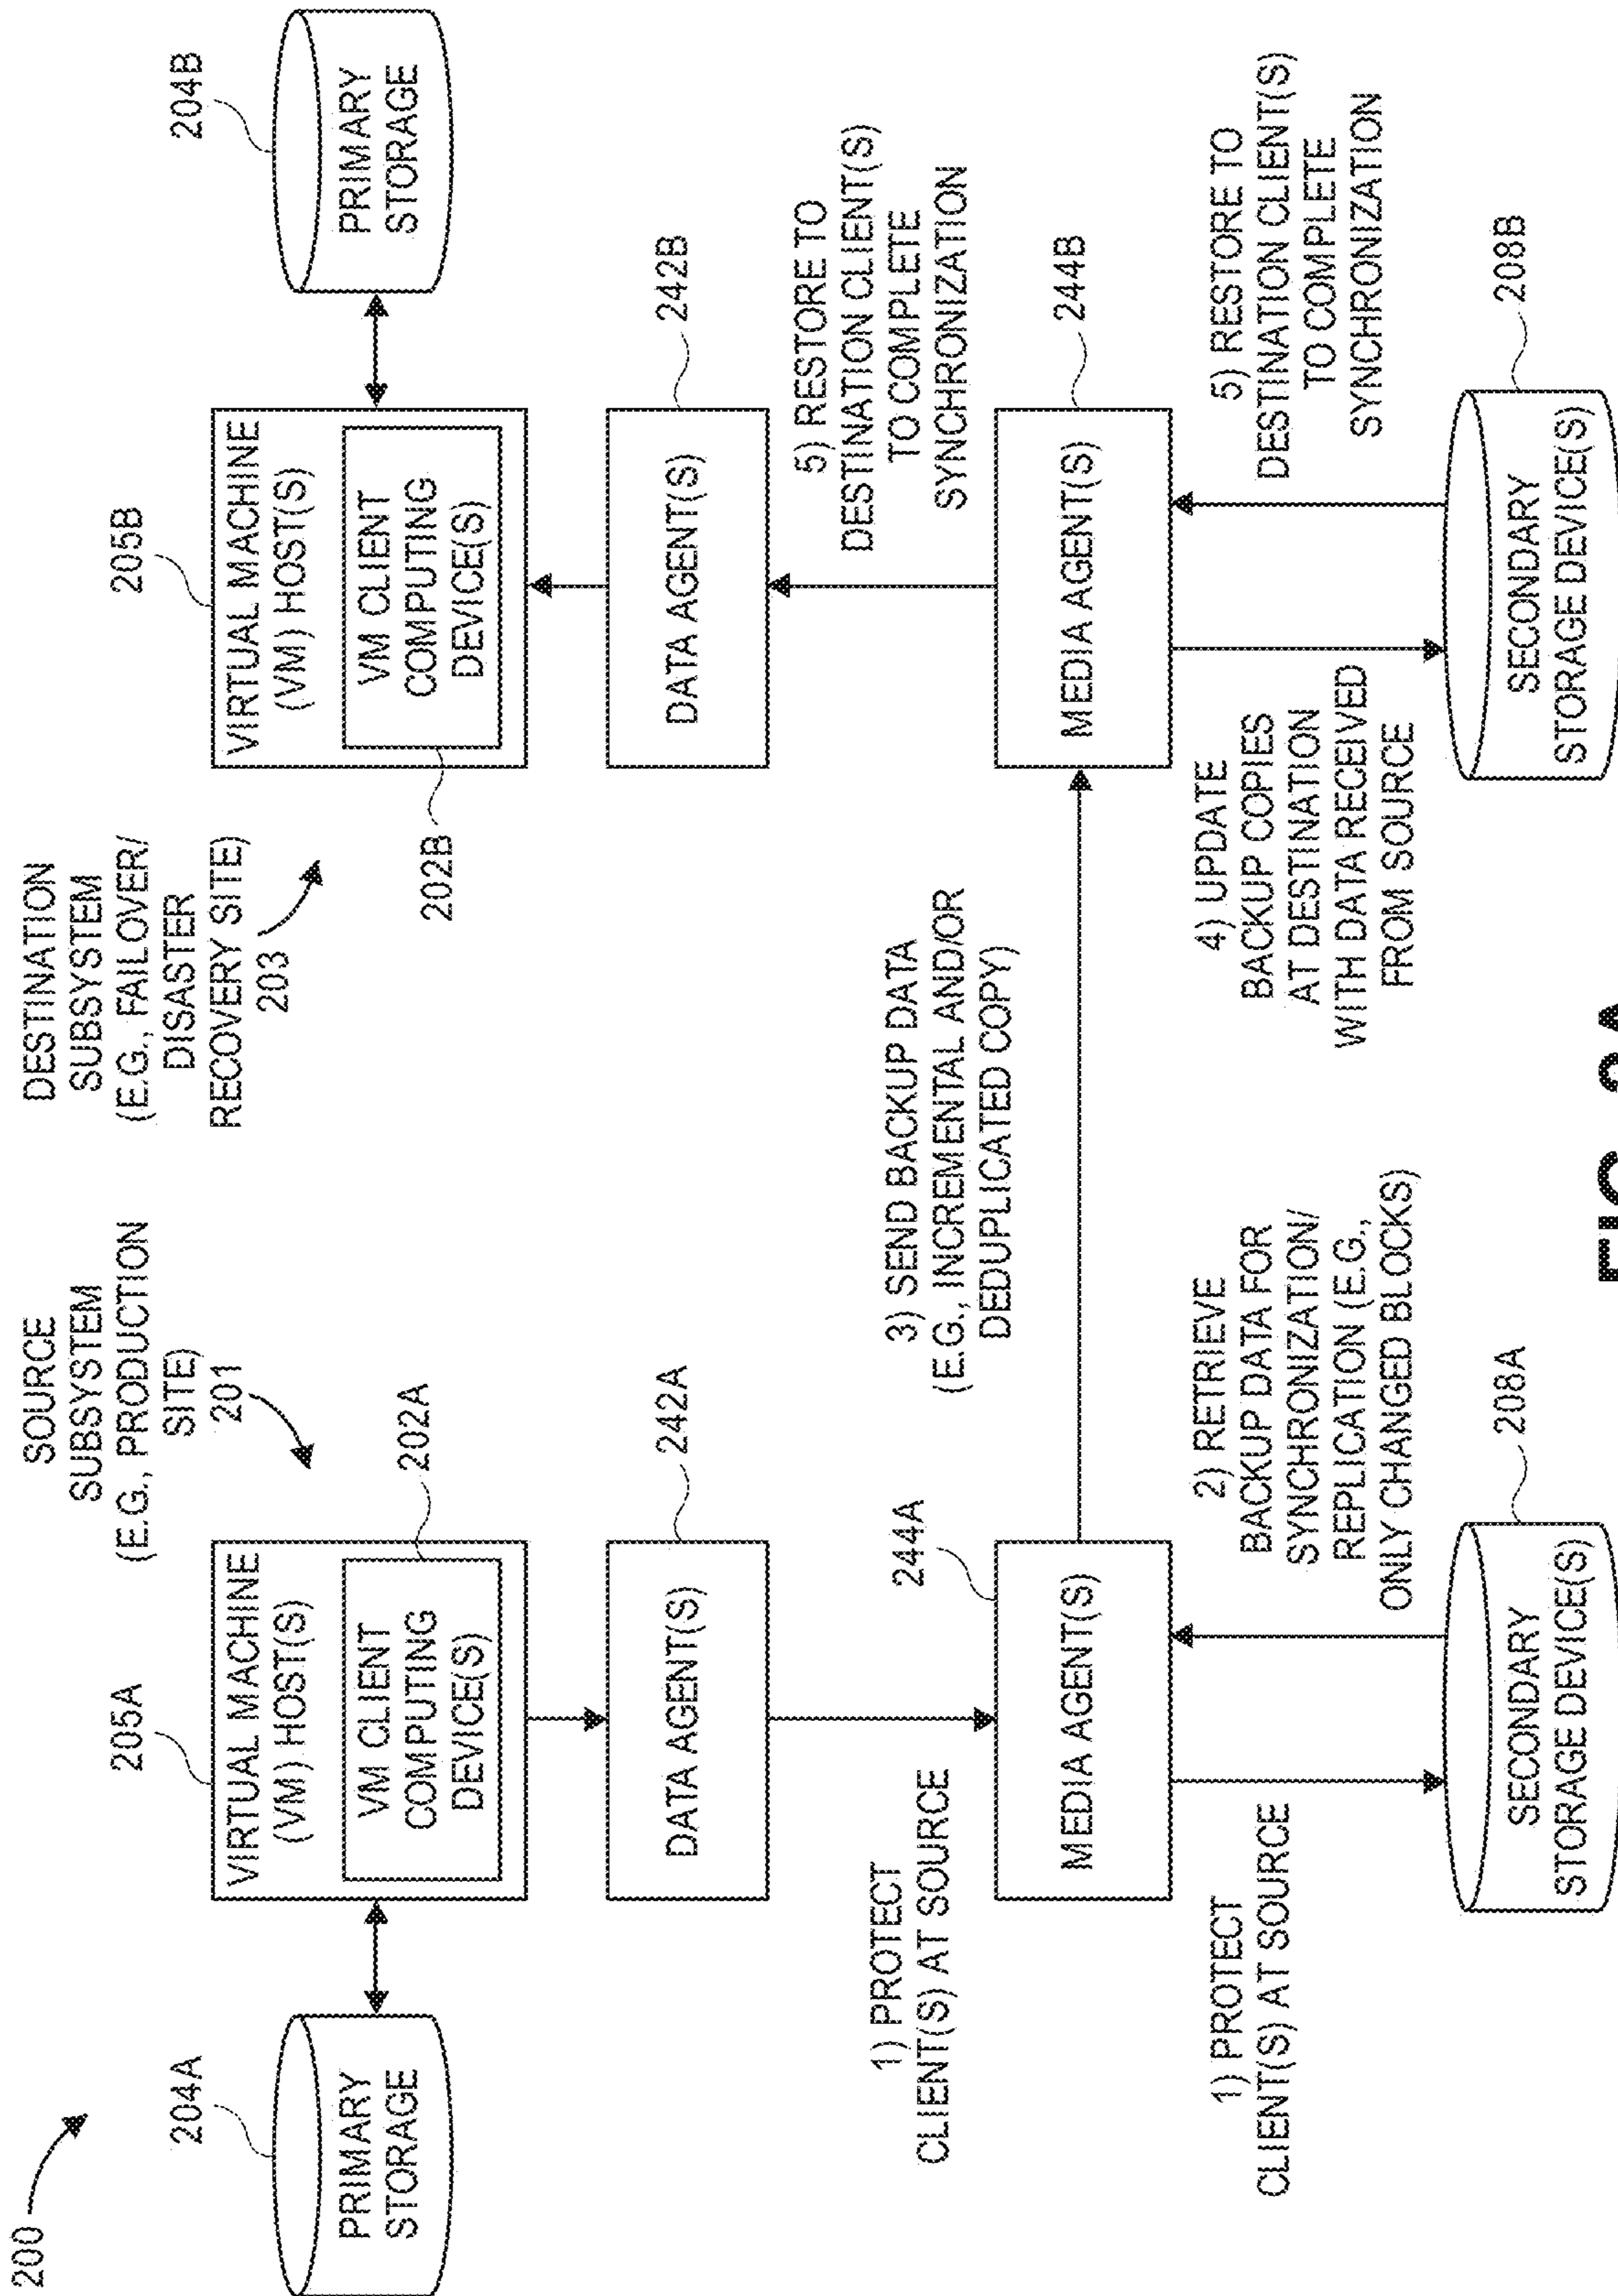 200
SOURCE
SUBSYSTEM
(E.G., PRODUCTION
SITE)
201
DESTINATION
SUBSYSTEM
(E.G., FAILOVER/
DISASTER
RECOVERY SITE)
203
204A
PRIMARY
STORAGE
205A
VIRTUAL MACHINE
(VM) HOST(S)
VM CLIENT
COMPUTING
DEVICE(S)
202A
205B
VIRTUAL MACHINE
(VM) HOST(S)
VM CLIENT
COMPUTING
DEVICE(S)
202B
204B
PRIMARY
STORAGE
DATA AGENT(S)
242A
DATA AGENT(S)
242B
1) PROTECT
CLIENT(S) AT SOURCE
244A
3) SEND BACKUP DATA
(E.G., INCREMENTAL AND/OR
DEDUPLICATED COPY)
5) RESTORE TO
DESTINATION CLIENT(S)
TO COMPLETE
SYNCHRONIZATION
MEDIA AGENT(S)
MEDIA AGENT(S)
244B
1) PROTECT
CLIENT(S) AT SOURCE
2) RETRIEVE
BACKUP DATA FOR
SYNCHRONIZATION/
REPLICATION (E.G.,
ONLY CHANGED BLOCKS)
4) UPDATE
BACKUP COPIES
AT DESTINATION
WITH DATA RECEIVED
FROM SOURCE
5) RESTORE TO
DESTINATION CLIENT(S)
TO COMPLETE
SYNCHRONIZATION
SECONDARY
STORAGE DEVICE(S)
208A
SECONDARY
STORAGE DEVICE(S)
208B